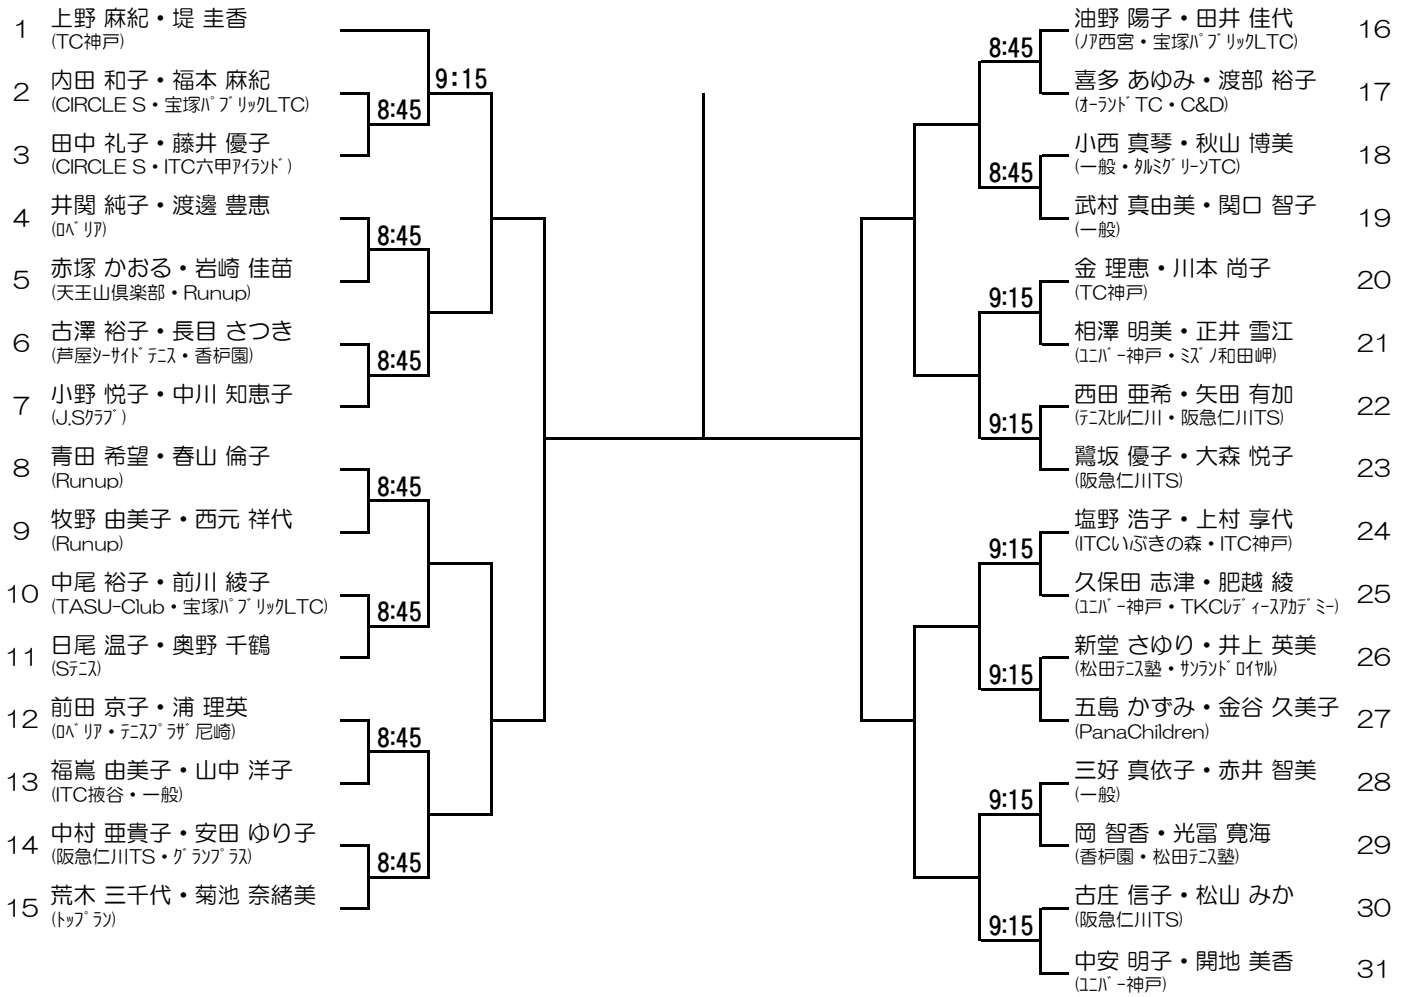 1 上野 麻紀・堤 圭香
(TC神戸)
2 内田 和子・福本 麻紀
(CIRCLE S・宝塚ﾊﾟﾌﾞﾘｯｸLTC)
3 田中 礼子・藤井 優子
(CIRCLE S・ITC六甲ｱｲﾗﾝﾄﾞ)
4 井関 純子・渡邊 豊恵
(ﾛﾍﾞﾘｱ)
5 赤塚 かおる・岩崎 佳苗
(天王山倶楽部・Runup)
6 古澤 裕子・長目 さつき
(芦屋ｼｰｻｲﾄﾞﾃﾆｽ・香枦園)
7 小野 悦子・中川 知恵子
(J.Sｸﾗﾌﾞ)
8 青田 希望・春山 倫子
(Runup)
9 牧野 由美子・西元 祥代
(Runup)
10 中尾 裕子・前川 綾子
(TASU-Club・宝塚ﾊﾟﾌﾞﾘｯｸLTC)
11 日尾 温子・奥野 千鶴
(Sﾃﾆｽ)
12 前田 京子・浦 理英
(ﾛﾍﾞﾘｱ・ﾃﾆｽﾌﾟﾗｻﾞ尼崎)
13 福嶌 由美子・山中 洋子
(ITC掖谷・一般)
14 中村 亜貴子・安田 ゆり子
(阪急仁川TS・ｸﾞﾗﾝﾌﾟﾗｽ)
15 荒木 三千代・菊池 奈緒美
(ﾄｯﾌﾟﾗﾝ)
9:15
8:45
8:45
8:45
8:45
8:45
8:45
8:45
8:45
8:45
9:15
9:15
9:15
9:15
9:15
9:15
油野 陽子・田井 佳代 16
(ﾉｱ西宮・宝塚ﾊﾟﾌﾞﾘｯｸLTC)
喜多 あゆみ・渡部 裕子 17
(ｵｰﾗﾝﾄﾞTC・C&D)
小西 真琴・秋山 博美 18
(一般・ﾀﾙﾐｸﾞﾘｰﾝTC)
武村 真由美・関口 智子 19
(一般)
金 理恵・川本 尚子 20
(TC神戸)
相澤 明美・正井 雪江 21
(ﾕﾆﾊﾞｰ神戸・ﾐｽﾞﾉ和田岬)
西田 亜希・矢田 有加 22
(ﾃﾆｽﾋﾙ仁川・阪急仁川TS)
鷺坂 優子・大森 悦子 23
(阪急仁川TS)
塩野 浩子・上村 享代 24
(ITCいぶきの森・ITC神戸)
久保田 志津・肥越 綾 25
(ﾕﾆﾊﾞｰ神戸・TKCﾚﾃﾞｨｰｽｱｶﾃﾞﾐｰ)
新堂 さゆり・井上 英美 26
(松田ﾃﾆｽ塾・ｻﾝﾗﾝﾄﾞﾛｲﾔﾙ)
五島 かずみ・金谷 久美子 27
(PanaChildren)
三好 真依子・赤井 智美 28
(一般)
岡 智香・光冨 寛海 29
(香枦園・松田ﾃﾆｽ塾)
古庄 信子・松山 みか 30
(阪急仁川TS)
中安 明子・開地 美香 31
(ﾕﾆﾊﾞｰ神戸)